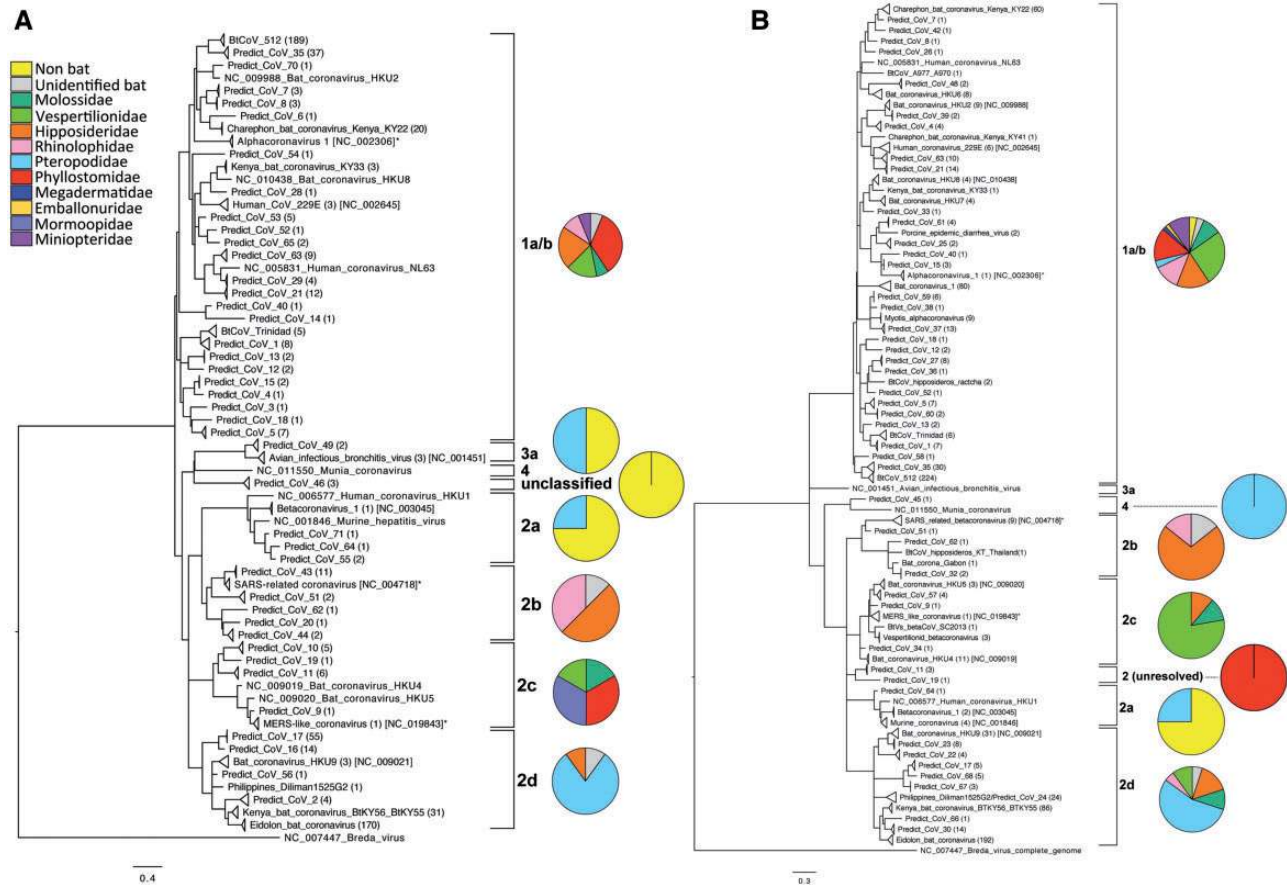 A
Non bat
Unidentified bat
Molossidae
Vespertilionidae
Hipposideridae
Rhinolophidae
Pteropodidae
Phyllostomidae
Megadermatidae
Emballonuridae
Mormoopidae
Miniopteridae
BtCoV_512 (189)
Predict_CoV_35 (37)
Predict_CoV_70 (1)
NC_009988_Bat_coronavirus_HKU2
Predict_CoV_7 (3)
Predict_CoV_8 (3)
Predict_CoV_6 (1)
Charephon_bat_coronavirus_Kenya_KY22 (20)
Alphacoronavirus 1 [NC_002306]*
Predict_CoV_54 (1)
Kenya_bat_coronavirus_KY33 (3)
NC_010438_Bat_coronavirus_HKU8
Predict_CoV_28 (1)
Human_CoV_229E (3) [NC_002645]
Predict_CoV_53 (5)
Predict_CoV_52 (1)
Predict_CoV_65 (2)
Predict_CoV_63 (9)
NC_005831_Human_coronavirus_NL63
Predict_CoV_29 (4)
Predict_CoV_21 (12)
Predict_CoV_40 (1)
Predict_CoV_14 (1)
BtCoV_Trinidad (5)
Predict_CoV_1 (8)
Predict_CoV_13 (2)
Predict_CoV_12 (2)
Predict_CoV_15 (2)
Predict_CoV_4 (1)
Predict_CoV_3 (1)
Predict_CoV_18 (1)
Predict_CoV_5 (7)
Predict_CoV_49 (2)
Avian_infectious_bronchitis_virus (3) [NC_001451]
NC_011550_Munia_coronavirus
Predict_CoV_46 (3)
NC_006577_Human_coronavirus_HKU1
Betacoronavirus_1 (1) [NC_003045]
NC_001846_Murine_hepatitis_virus
Predict_CoV_71 (1)
Predict_CoV_64 (1)
Predict_CoV_55 (2)
Predict_CoV_43 (11)
SARS-related coronavirus [NC_004718]*
Predict_CoV_51 (2)
Predict_CoV_62 (1)
Predict_CoV_20 (1)
Predict_CoV_44 (2)
Predict_CoV_10 (5)
Predict_CoV_19 (1)
Predict_CoV_11 (6)
NC_009019_Bat_coronavirus_HKU4
NC_009020_Bat_coronavirus_HKU5
Predict_CoV_9 (1)
MERS-like_coronavirus (1) [NC_019843]*
Predict_CoV_17 (55)
Predict_CoV_16 (14)
Bat_coronavirus_HKU9 (3) [NC_009021]
Predict_CoV_56 (1)
Philippines_Diliman1525G2 (1)
Predict_CoV_2 (4)
Kenya_bat_coronavirus_BtKY56_BtKY55 (31)
Eidolon_bat_coronavirus (170)
NC_007447_Breda_virus
0.4
1a/b
3a
4
unclassified
2a
2b
2c
2d
B
Charephon_bat_coronavirus_Kenya_KY22 (60)
Predict_CoV_7 (1)
Predict_CoV_42 (1)
Predict_CoV_8 (1)
Predict_CoV_26 (1)
NC_005831_Human_coronavirus_NL63
BtCoV_A977_A970 (1)
Predict_CoV_48 (2)
Bat_coronavirus_HKU6 (8)
Bat_coronavirus_HKU2 (9) [NC_009988]
Predict_CoV_39 (2)
Predict_CoV_4 (4)
Charephon_bat_coronavirus_Kenya_KY41 (1)
Human_coronavirus_229E (6) [NC_002645]
Predict_CoV_63 (10)
Predict_CoV_21 (14)
Bat_coronavirus_HKU8 (4) [NC_010438]
Kenya_bat_coronavirus_KY33 (1)
Bat_coronavirus_HKU7 (4)
Predict_CoV_33 (1)
Predict_CoV_61 (4)
Porcine_epidemic_diarrhea_virus (2)
Predict_CoV_25 (2)
Predict_CoV_40 (1)
Predict_CoV_15 (3)
Alphacoronavirus_1 (1) [NC_002306]*
Bat_coronavirus_1 (60)
Predict_CoV_59 (6)
Predict_CoV_38 (1)
Myotis_alphacoronavirus (9)
Predict_CoV_37 (13)
Predict_CoV_18 (1)
Predict_CoV_12 (2)
Predict_CoV_27 (8)
Predict_CoV_36 (1)
BtCoV_hipposideros_ractcha (2)
Predict_CoV_52 (1)
Predict_CoV_5 (7)
Predict_CoV_60 (2)
Predict_CoV_13 (2)
BtCoV_Trinidad (6)
Predict_CoV_1 (7)
Predict_CoV_58 (1)
Predict_CoV_35 (30)
BtCoV_512 (224)
NC_001451_Avian_infectious_bronchitis_virus
Predict_CoV_45 (1)
NC_011550_Munia_coronavirus
SARS_related_betacoronavirus (9) [NC_004718]*
Predict_CoV_51 (1)
Predict_CoV_62 (1)
BtCoV_hipposideros_KT_Thailand(1)
Bat_corona_Gabon (1)
Predict_CoV_32 (2)
Bat_coronavirus_HKU5 (3) [NC_009020]
Predict_CoV_57 (4)
Predict_CoV_9 (1)
MERS_like_coronavirus (1) [NC_019843]*
BtVs_betaCoV_SC2013 (1)
Vespertilionid_betacoronavirus (3)
Predict_CoV_34 (1)
Bat_coronavirus_HKU4 (11) [NC_009019]
Predict_CoV_11 (3)
Predict_CoV_19 (1)
Predict_CoV_64 (1)
NC_006577_Human_coronavirus_HKU1
Betacoronavirus_1 (2) [NC_003045]
Murine_coronavirus (4) [NC_001846]
Bat_coronavirus_HKU9 (31) [NC_009021]
Predict_CoV_23 (8)
Predict_CoV_22 (4)
Predict_CoV_17 (5)
Predict_CoV_68 (5)
Predict_CoV_67 (3)
Philippines_Diliman1525G2/Predict_CoV_24 (24)
Kenya_bat_coronavirus_BtKY56_BTKY55 (86)
Predict_CoV_66 (1)
Predict_CoV_30 (14)
Eidolon_bat_coronavirus (192)
NC_007447_Breda_virus_complete_genome
0.3
1a/b
3a
4
2b
2c
2 (unresolved)
2a
2d